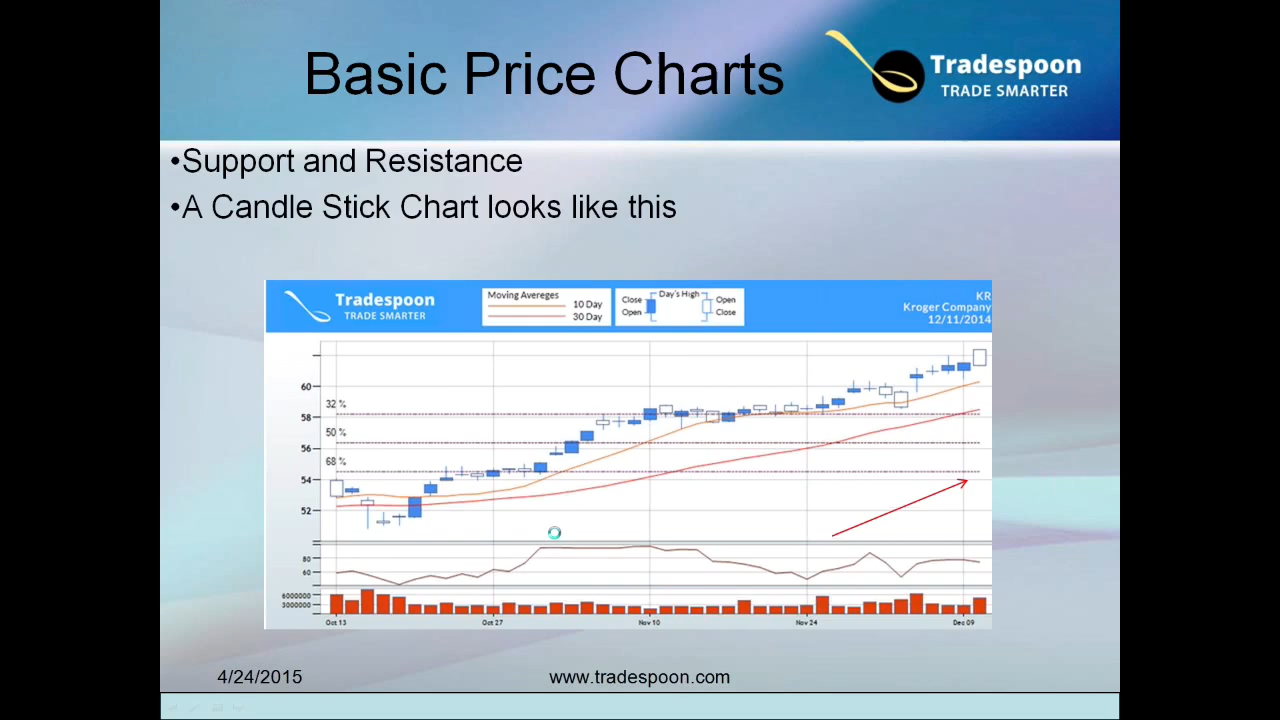 Basic Price Charts
Tradespoon
TRADE SMARTER
•Support and Resistance
•A Candle Stick Chart looks like this
Tradespoon
TRADE SMARTER
Moving Avereges
10 Day
30 Day
Day's High
Close
Open
Open
Close
KR
Kroger Company
12/11/2014
60
32 %
58
50 %
56
68 %
54
52
80
60
6000000
3000000
Oct 13
Oct 27
Nov 10
Nov 24
Dec 09
4/24/2015
www.tradespoon.com